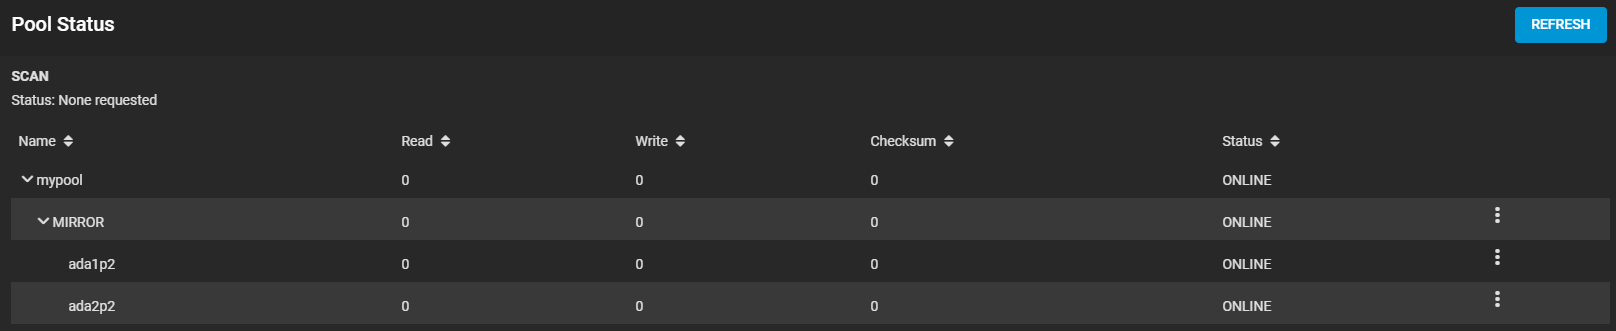 Pool Status
REFRESH
SCAN
Status: None requested
Name Read Write Checksum Status
mypool 0 0 0 ONLINE
MIRROR 0 0 0 ONLINE
ada1p2 0 0 0 ONLINE
ada2p2 0 0 0 ONLINE